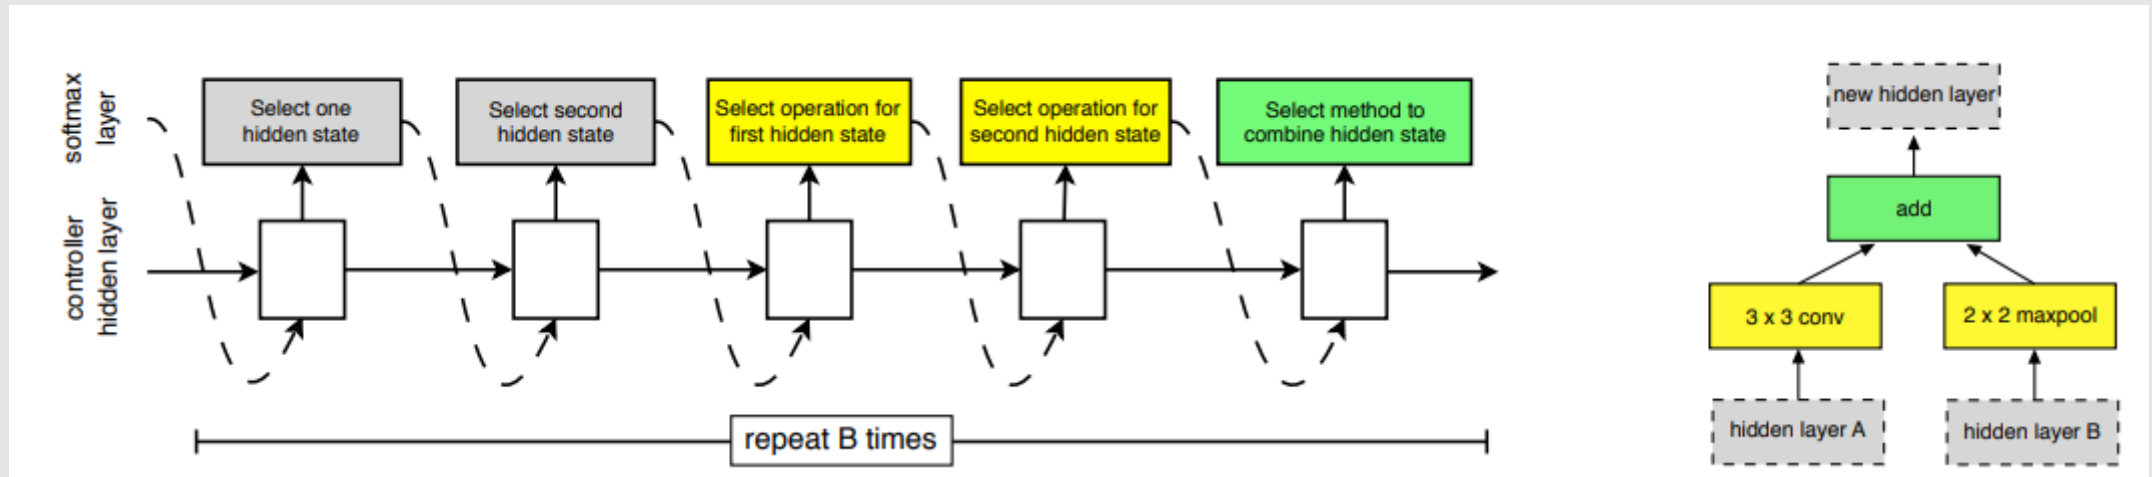 softmax
layer
Select one
hidden state
Select second
hidden state
Select operation for
first hidden state
Select operation for
second hidden state
Select method to
combine hidden state
controller
hidden layer
repeat B times
new hidden layer
add
3 x 3 conv
2 x 2 maxpool
hidden layer A
hidden layer B